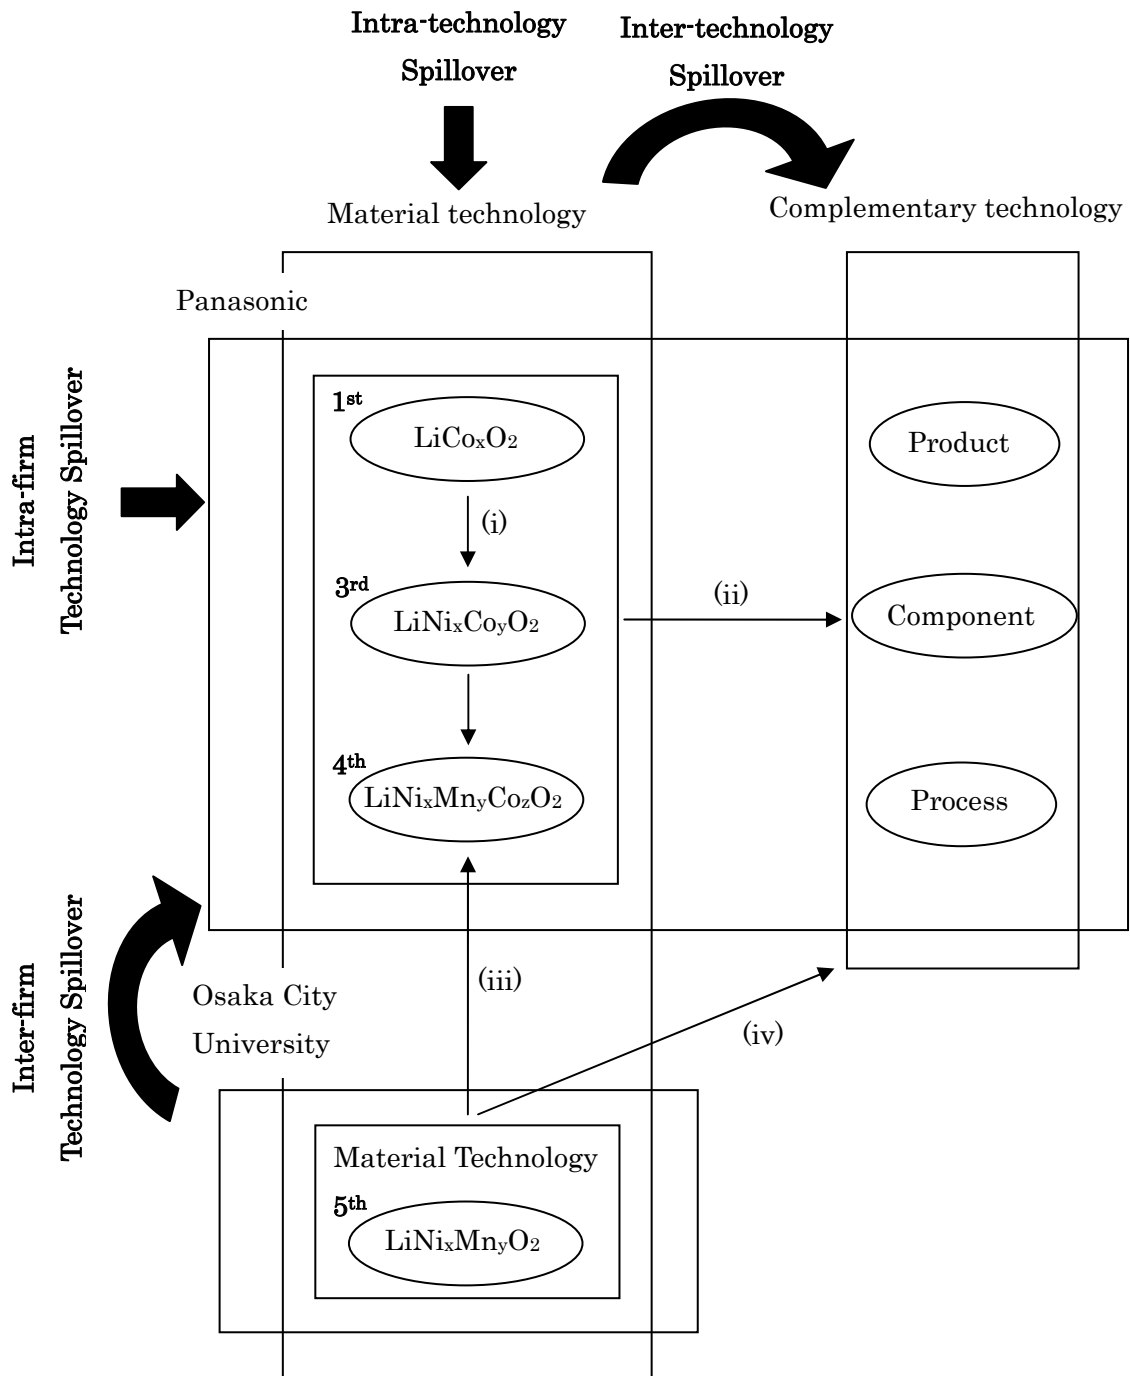 Intra-technology
Spillover
Inter-technology
Spillover
Material technology
Complementary technology
Panasonic
Intra-firm
Technology Spillover
1st
LiCoxO2
(i)
3rd
LiNixCoyO2
4th
LiNixMnyCozO2
(ii)
Product
Component
Process
Inter-firm
Technology Spillover
Osaka City
University
(iii)
(iv)
Material Technology
5th
LiNixMnyO2